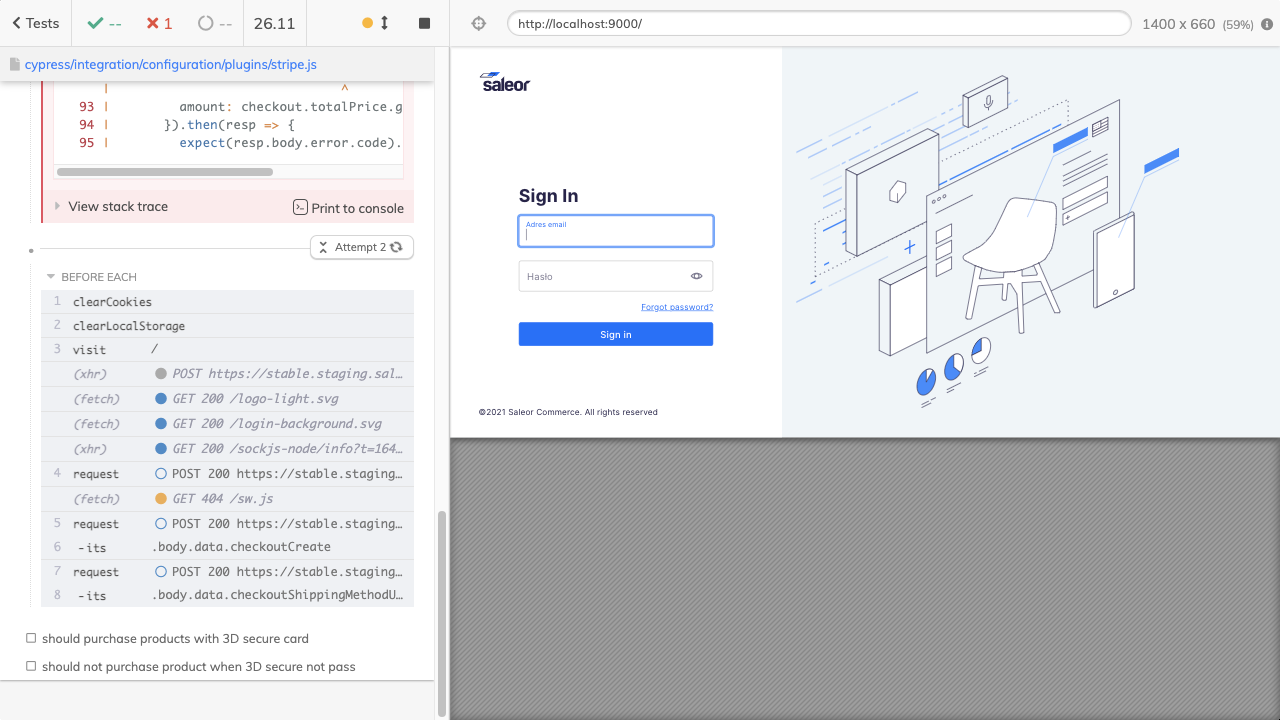 Tests
--
1
--
26.11
http://localhost:9000/
1400 x 660 (59%)
cypress/integration/configuration/plugins/stripe.js
| ^
93 | amount: checkout.totalPrice.g
94 | }).then(resp => {
95 | expect(resp.body.error.code).
View stack trace
Print to console
Attempt 2
BEFORE EACH
1 clearCookies
2 clearLocalStorage
3 visit /
(xhr) POST https://stable.staging.sal…
(fetch) GET 200 /logo-light.svg
(fetch) GET 200 /login-background.svg
(xhr) GET 200 /sockjs-node/info?t=164…
4 request POST 200 https://stable.staging…
(fetch) GET 404 /sw.js
5 request POST 200 https://stable.staging…
6 -its .body.data.checkoutCreate
7 request POST 200 https://stable.staging…
8 -its .body.data.checkoutShippingMethodU…
should purchase products with 3D secure card
should not purchase product when 3D secure not pass
saleor
Sign In
Adres email
Hasło
Forgot password?
Sign in
©2021 Saleor Commerce. All rights reserved